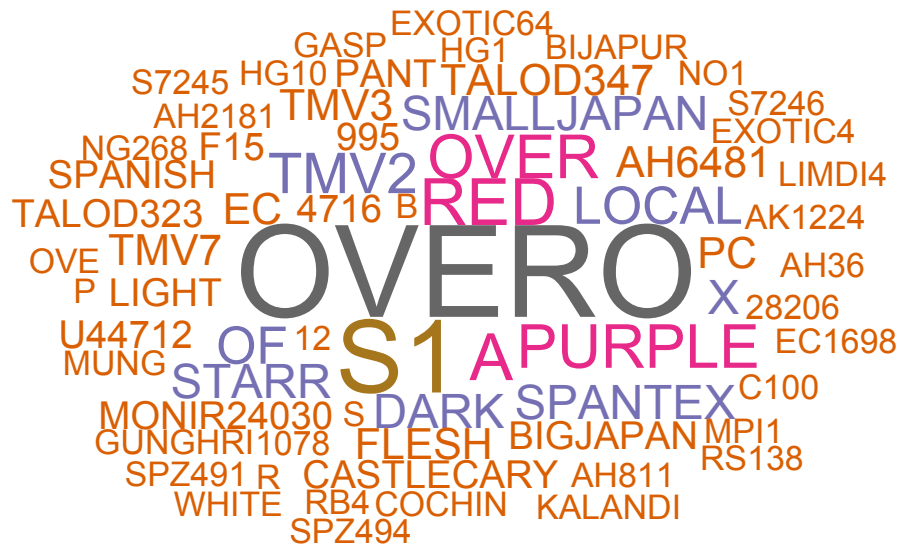 EXOTIC64
GASP HG1 BIJAPUR
S7245 HG10 PANT TALOD347 NO1
AH2181 TMV3 SMALLJAPAN S7246
NG268 F15 995 OVER EXOTIC4
SPANISH TMV2 AH6481 LIMDI4
TALOD323 EC 4716 B RED LOCAL AK1224
OVE TMV7 OVERO PC AH36
P LIGHT X 28206
U44712 OF 12 S1 A PURPLE EC1698
MUNG STARR C100
MONIR24030 S DARK SPANTEX
GUNGHRI1078 FLESH BIGJAPAN MPI1
SPZ491 R CASTLECARY AH811 RS138
WHITE RB4 COCHIN KALANDI
SPZ494